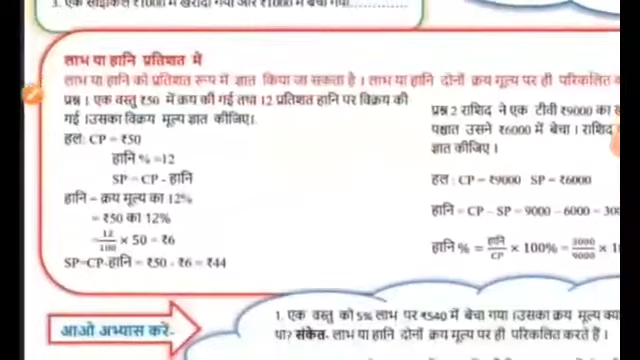 3. एक साइकिल ₹1000 में खरीदी गयी और ₹1000 में बेची गयी
लाभ या हानि प्रतिशत में
लाभ या हानि को प्रतिशत रूप में ज्ञात किया जा सकता है । लाभ या हानि दोनों क्रय मूल्य पर ही परिकलित
प्रश्न 1 एक वस्तु ₹50 में क्रय की गई तथा 12 प्रतिशत हानि पर विक्रय की
गई ।उसका विक्रय मूल्य ज्ञात कीजिए।
हल: CP = ₹50
हानि % =12
SP = CP - हानि
हानि = क्रय मूल्य का 12%
= ₹50 का 12%
= 12/100 × 50 = ₹6
SP=CP-हानि = ₹50 - ₹6 = ₹44
प्रश्न 2 राशिद ने एक टीवी ₹9000 का
पश्चात उसने ₹6000 में बेचा । राशिद
ज्ञात कीजिए ।
हल: CP = ₹9000 SP = ₹6000
हानि = CP − SP = 9000 − 6000 =
हानि % = हानि/CP × 100% = 3000/9000 ×
आओ अभ्यास करें-
1. एक वस्तु को 5% लाभ पर ₹540 में बेचा गया ।उसका क्रय मूल्य
था? संकेत- लाभ या हानि दोनों क्रय मूल्य पर ही परिकलित करते हैं ।